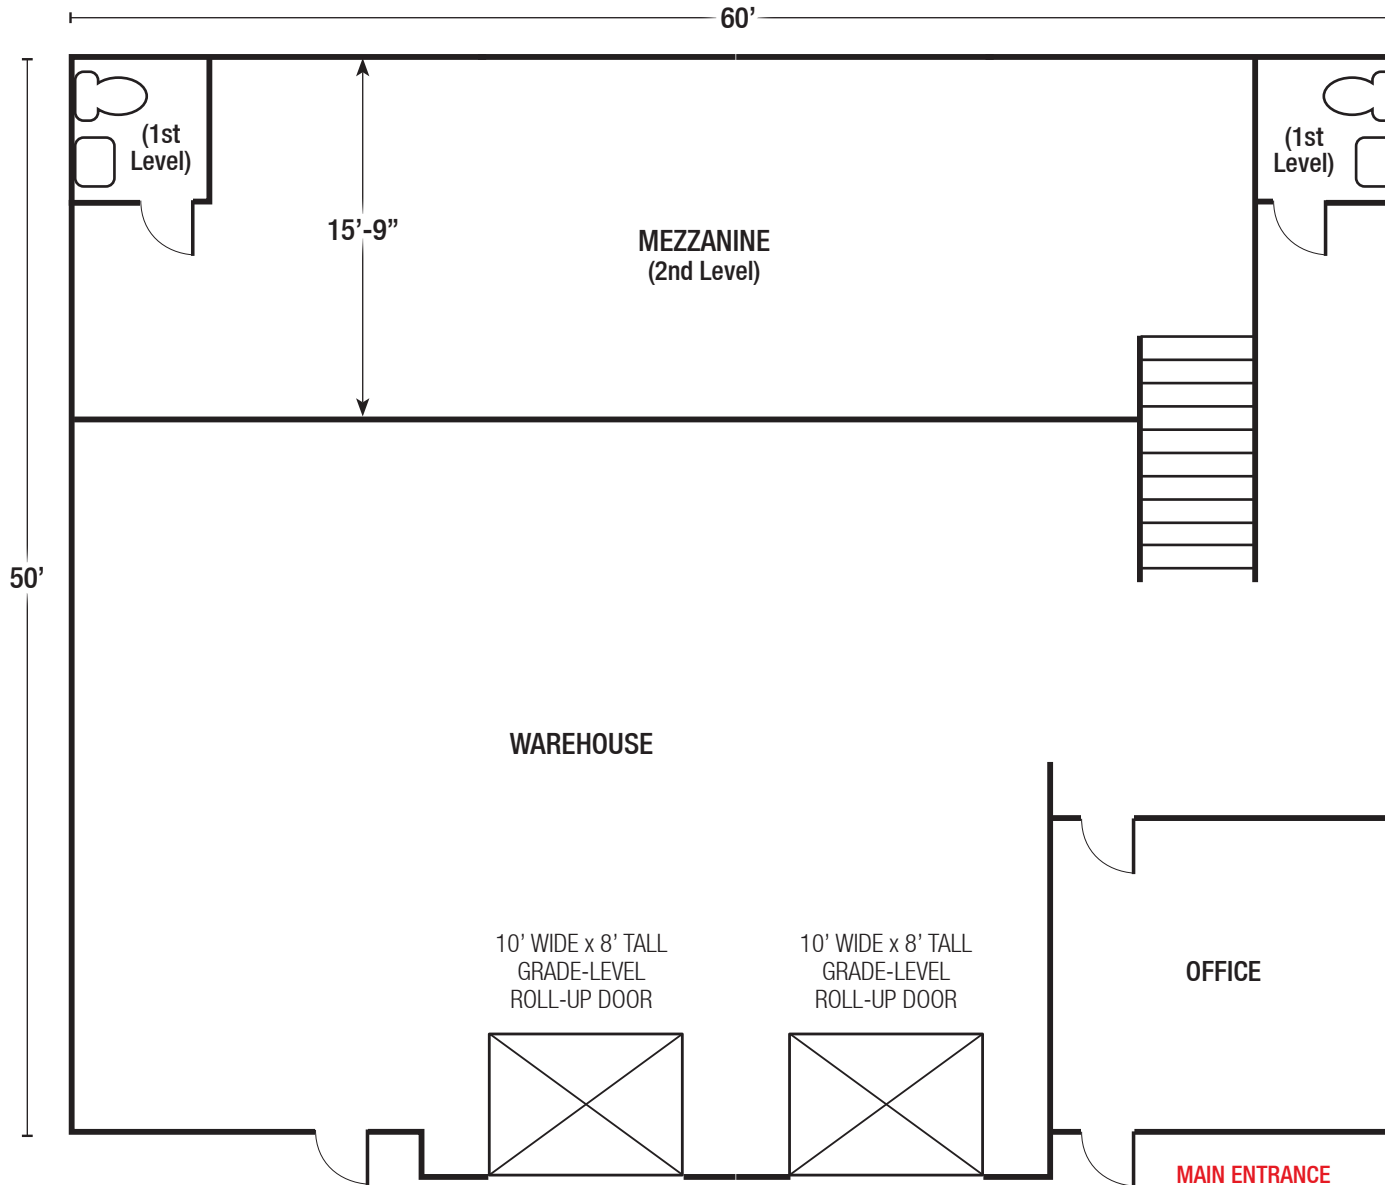 60’
(1st
Level)
(1st
Level)
15’-9”
MEZZANINE
(2nd Level)
50’
WAREHOUSE
10’ WIDE x 8’ TALL
GRADE-LEVEL
ROLL-UP DOOR
10’ WIDE x 8’ TALL
GRADE-LEVEL
ROLL-UP DOOR
OFFICE
MAIN ENTRANCE